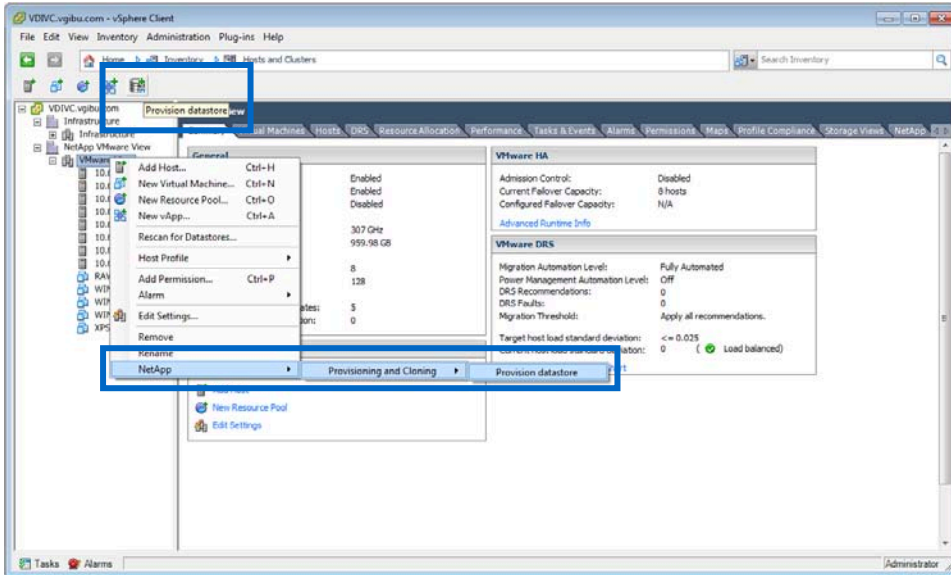 VDIVC.vgibu.com - vSphere Client
File Edit View Inventory Administration Plug-ins Help
Home Inventory Hosts and Clusters
Search Inventory
Provision datastore
VDIVC.vgibu.com
Infrastructure
Infrastructure
NetApp VMware View
VMware
Virtual Machines Hosts DRS Resource Allocation Performance Tasks & Events Alarms Permissions Maps Profile Compliance Storage Views NetApp
General
Enabled
Enabled
Disabled
307 GHz
959.98 GB
8
128
5
0
VMware HA
Admission Control: Disabled
Current Failover Capacity: 8 hosts
Configured Failover Capacity: N/A
Advanced Runtime Info
VMware DRS
Migration Automation Level: Fully Automated
Power Management Automation Level: Off
DRS Recommendations: 0
DRS Faults: 0
Migration Threshold: Apply all recommendations.
Target host load standard deviation: <= 0.025
Current host load standard deviation: 0 ( Load balanced)
Add Host... Ctrl+H
New Virtual Machine... Ctrl+N
New Resource Pool... Ctrl+O
New vApp... Ctrl+A
Rescan for Datastores...
Host Profile
Add Permission... Ctrl+P
Alarm
Edit Settings...
Remove
Rename
NetApp
Provisioning and Cloning
Provision datastore
New Resource Pool
Edit Settings
Tasks Alarms
Administrator